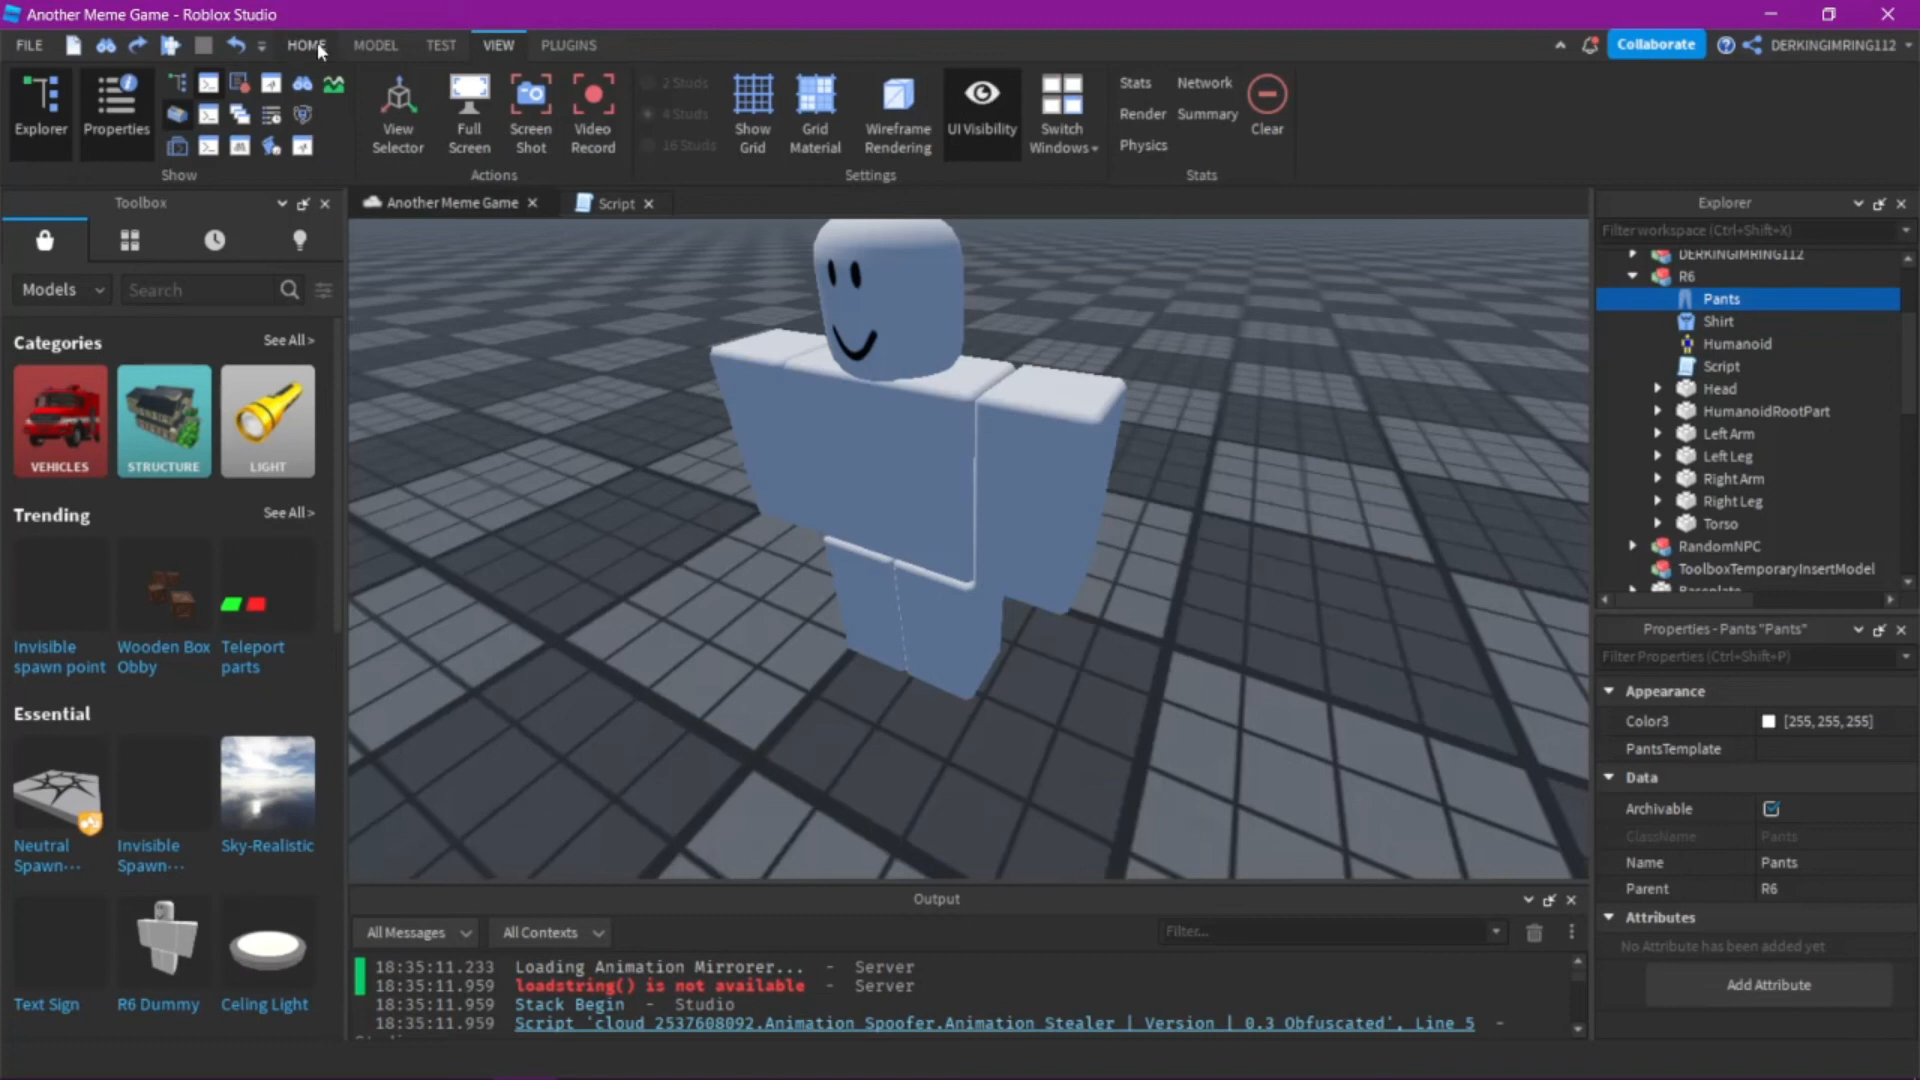 Another Meme Game - Roblox Studio
FILE
HOME
MODEL
TEST
VIEW
PLUGINS
Collaborate
DERKINGIMRING112
Explorer
Properties
Show
View
Selector
Full
Screen
Screen
Shot
Video
Record
Actions
2 Studs
4 Studs
16 Studs
Show
Grid
Grid
Material
Wireframe
Rendering
UI Visibility
Switch
Windows
Settings
Stats
Network
Render
Summary
Physics
Clear
Stats
Toolbox
Another Meme Game
Script
Models
Search
Categories
See All >
VEHICLES
STRUCTURE
LIGHT
Trending
See All >
Invisible
spawn point
Wooden Box
Obby
Teleport
parts
Essential
Neutral
Spawn...
Invisible
Spawn...
Sky-Realistic
Text Sign
R6 Dummy
Celing Light
Output
All Messages
All Contexts
Filter...
18:35:11.233 Loading Animation Mirrorer... - Server
18:35:11.959 loadstring() is not available - Server
18:35:11.959 Stack Begin - Studio
18:35:11.959 Script 'cloud_2537608092.Animation Spoofer.Animation Stealer | Version | 0.3 Obfuscated', Line 5 -
Explorer
Filter workspace (Ctrl+Shift+X)
DERKINGIMRING112
R6
Pants
Shirt
Humanoid
Script
Head
HumanoidRootPart
Left Arm
Left Leg
Right Arm
Right Leg
Torso
RandomNPC
ToolboxTemporaryInsertModel
Baseplate
Properties - Pants "Pants"
Filter Properties (Ctrl+Shift+P)
Appearance
Color3 [255, 255, 255]
PantsTemplate
Data
Archivable
ClassName Pants
Name Pants
Parent R6
Attributes
No Attribute has been added yet
Add Attribute